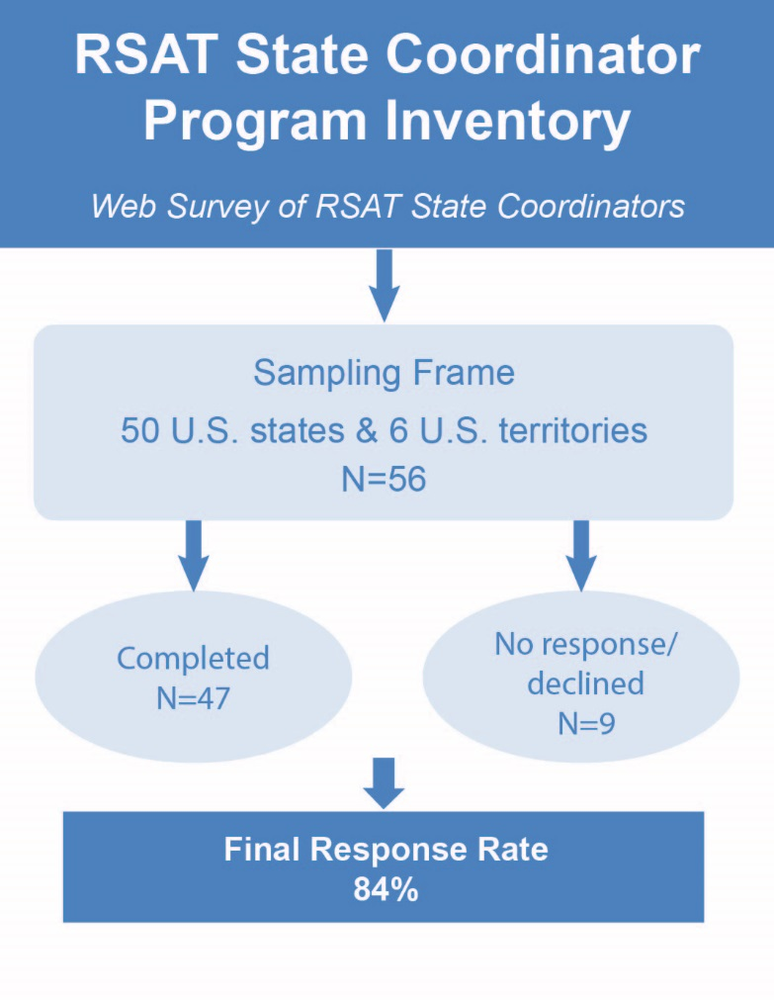 RSAT State Coordinator
Program Inventory
Web Survey of RSAT State Coordinators
Sampling Frame
50 U.S. states & 6 U.S. territories
N=56
Completed
N=47
No response/
declined
N=9
Final Response Rate
84%